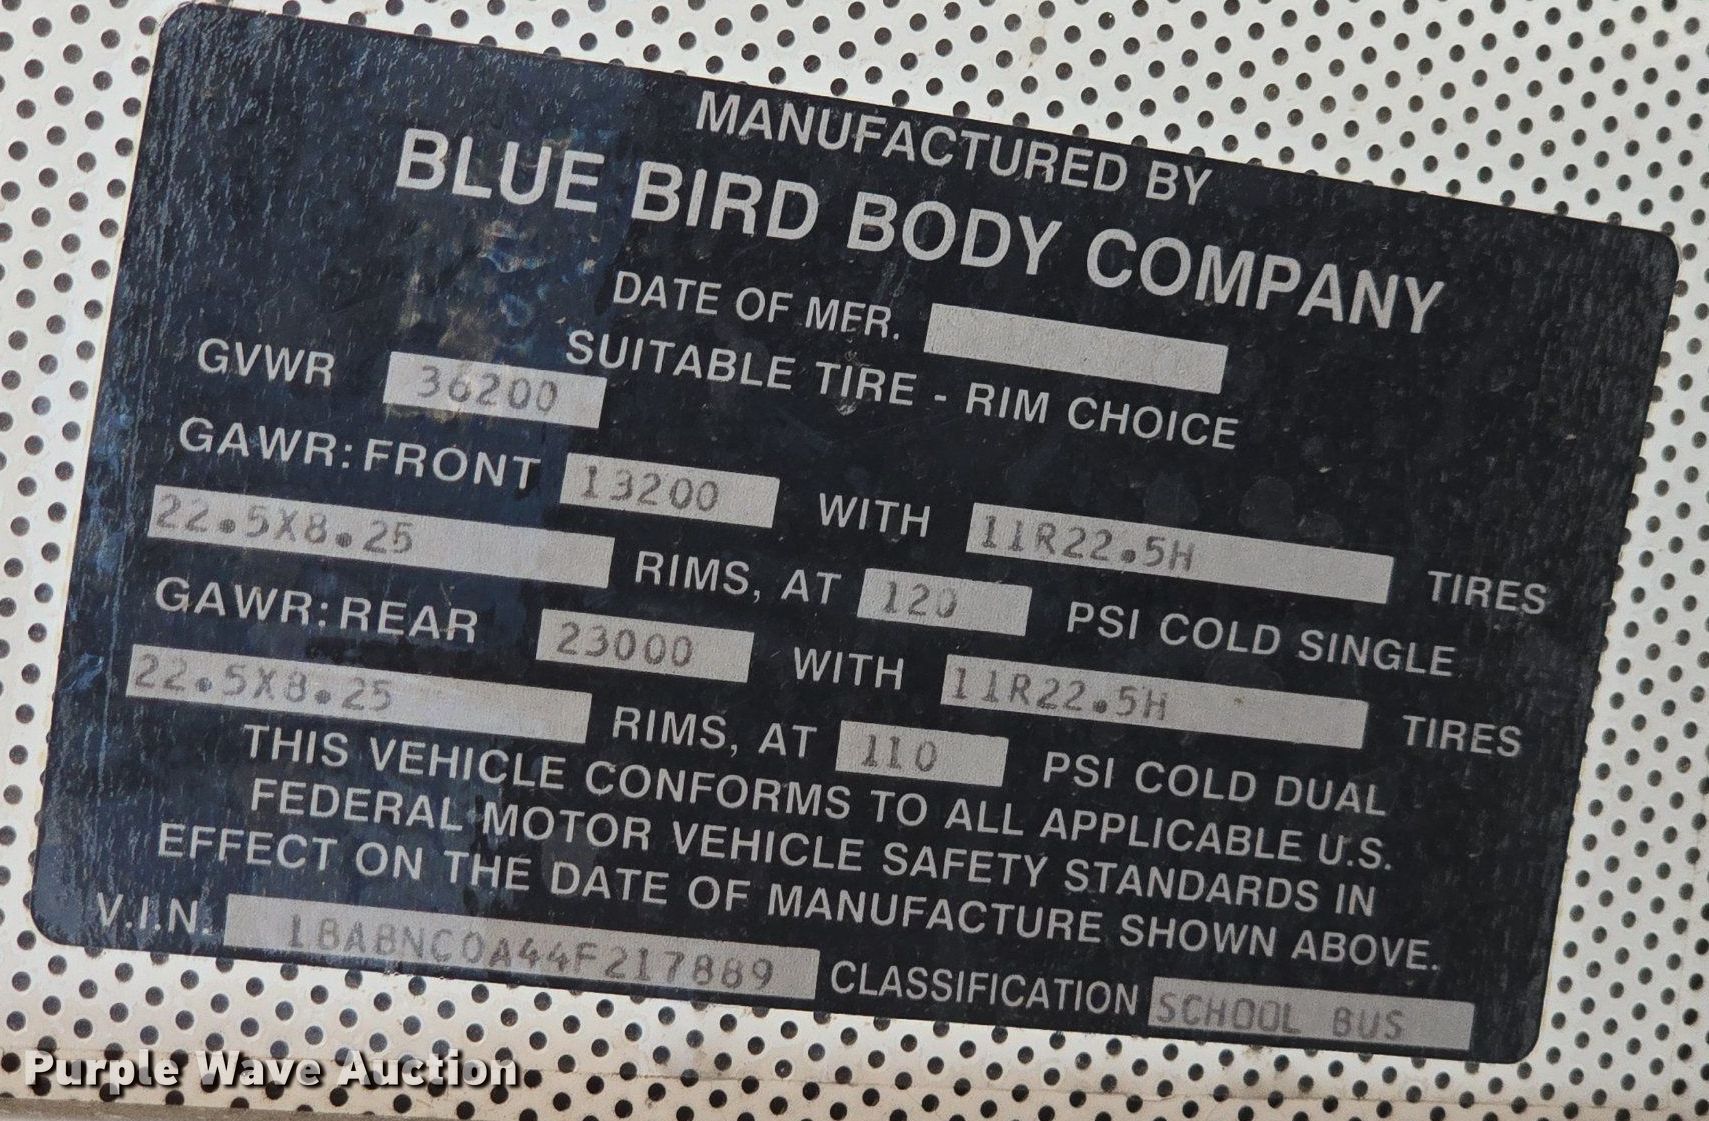 MANUFACTURED BY
BLUE BIRD BODY COMPANY
DATE OF MFR.
SUITABLE TIRE - RIM CHOICE
GVWR 36200
GAWR: FRONT 13200 WITH 11R22.5H TIRES
22.5X8.25 RIMS, AT 120 PSI COLD SINGLE
GAWR: REAR 23000 WITH 11R22.5H TIRES
22.5X8.25 RIMS, AT 110 PSI COLD DUAL
THIS VEHICLE CONFORMS TO ALL APPLICABLE U.S.
FEDERAL MOTOR VEHICLE SAFETY STANDARDS IN
EFFECT ON THE DATE OF MANUFACTURE SHOWN ABOVE.
V.I.N. 1BABNC0A44F217889 CLASSIFICATION SCHOOL BUS
Purple Wave Auction